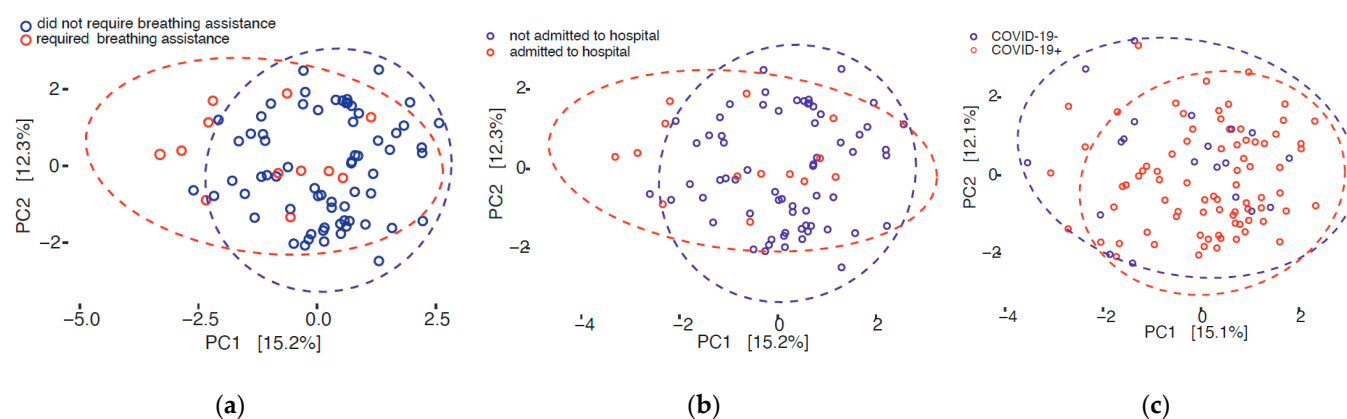 did not require breathing assistance
required breathing assistance
PC2 [12.3%]
2
0
−2
−5.0
−2.5
0.0
2.5
PC1 [15.2%]
(a)
not admitted to hospital
admitted to hospital
PC2 [12.3%]
2
0
−2
−4
−2
0
2
PC1 [15.2%]
(b)
COVID-19-
COVID-19+
PC2 [12.1%]
2
0
−2
−4
−2
0
2
PC1 [15.1%]
(c)